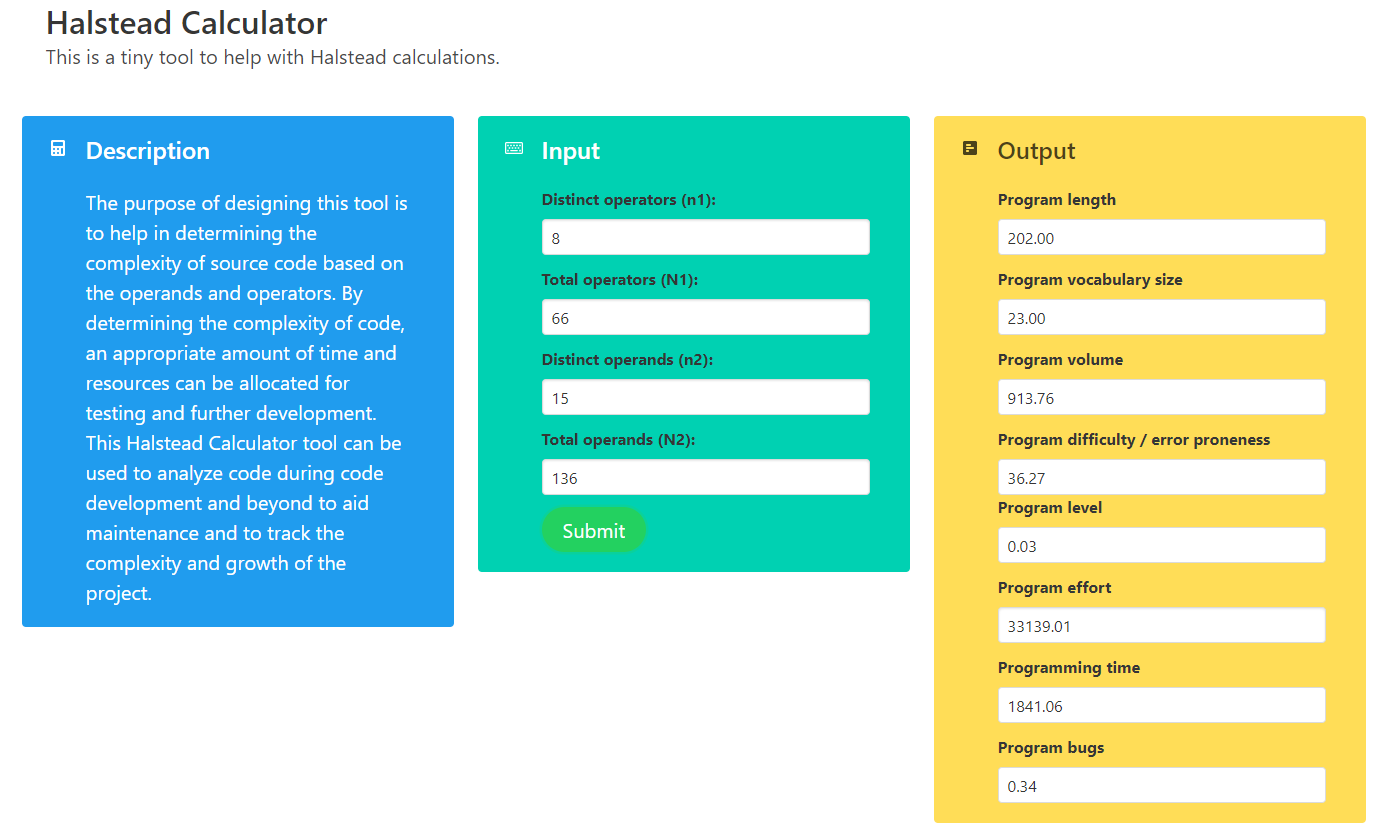 Halstead Calculator
This is a tiny tool to help with Halstead calculations.
Description
The purpose of designing this tool is
to help in determining the
complexity of source code based on
the operands and operators. By
determining the complexity of code,
an appropriate amount of time and
resources can be allocated for
testing and further development.
This Halstead Calculator tool can be
used to analyze code during code
development and beyond to aid
maintenance and to track the
complexity and growth of the
project.
Input
Distinct operators (n1):
8
Total operators (N1):
66
Distinct operands (n2):
15
Total operands (N2):
136
Submit
Output
Program length
202.00
Program vocabulary size
23.00
Program volume
913.76
Program difficulty / error proneness
36.27
Program level
0.03
Program effort
33139.01
Programming time
1841.06
Program bugs
0.34